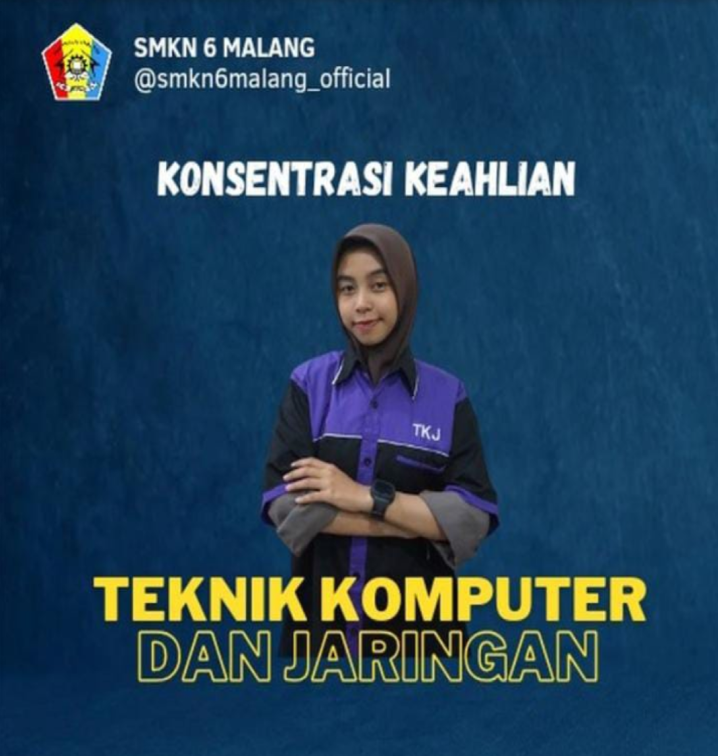 SMKN 6 MALANG
@smkn6malang_official
KONSENTRASI KEAHLIAN
TKJ
TEKNIK KOMPUTER
DAN JARINGAN